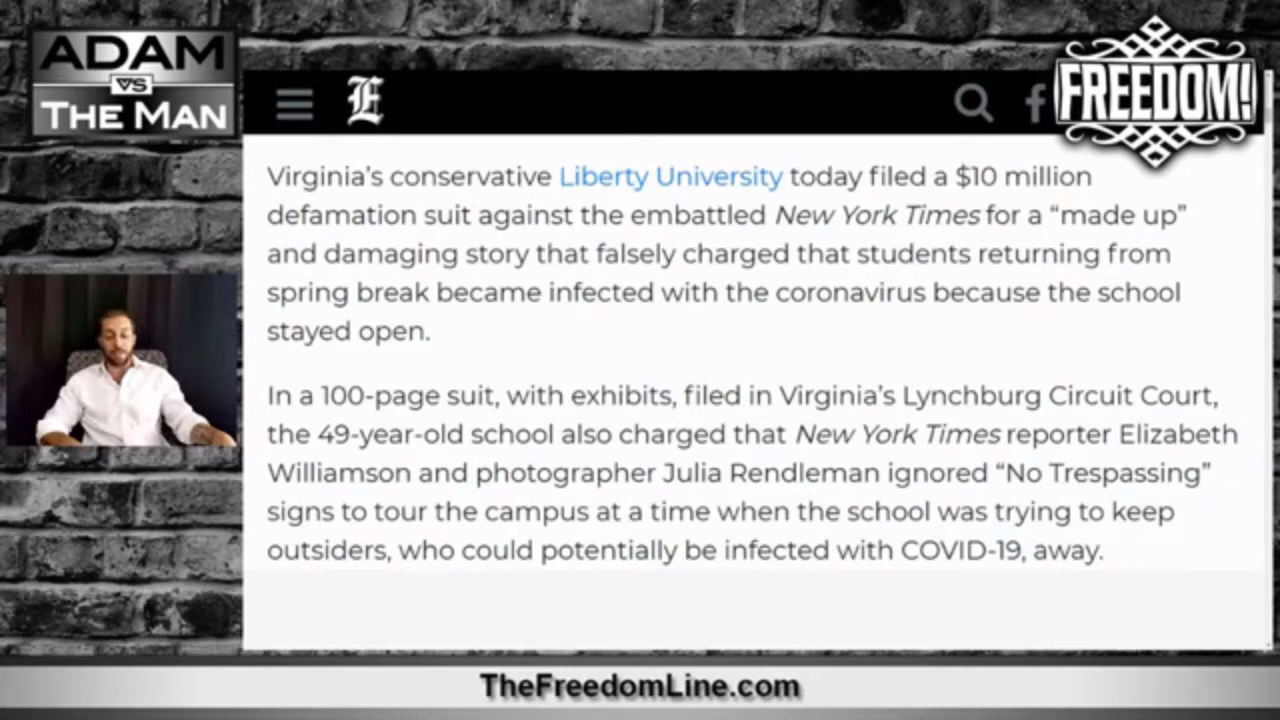 ADAM
VS
THE MAN
E
FREEDOM!
Virginia’s conservative Liberty University today filed a $10 million
defamation suit against the embattled New York Times for a “made up”
and damaging story that falsely charged that students returning from
spring break became infected with the coronavirus because the school
stayed open.
In a 100-page suit, with exhibits, filed in Virginia’s Lynchburg Circuit Court,
the 49-year-old school also charged that New York Times reporter Elizabeth
Williamson and photographer Julia Rendleman ignored “No Trespassing”
signs to tour the campus at a time when the school was trying to keep
outsiders, who could potentially be infected with COVID-19, away.
TheFreedomLine.com